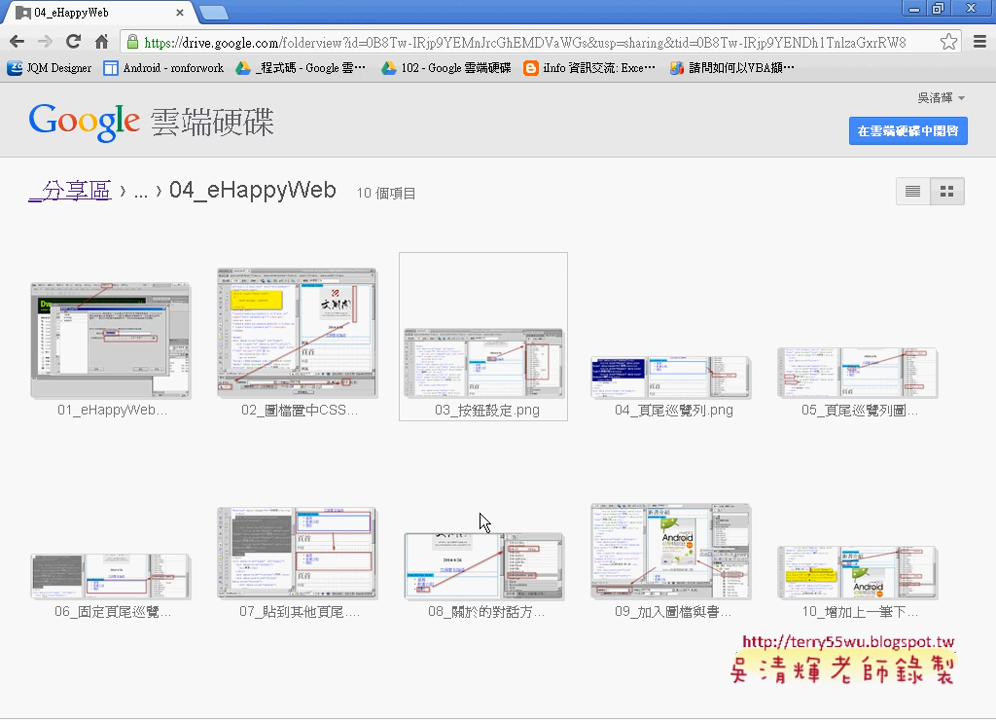 04_eHappyWeb
https://drive.google.com/folderview?id=0B8Tw-IRjp9YEMnJrcGhEMDVaWGs&usp=sharing&tid=0B8Tw-IRjp9YENDh1TnlzaGxrRW8
JQM Designer
Android - ronforwork
_程式碼 - Google 雲…
102 - Google 雲端硬碟
iInfo 資訊交流: Exce…
請問如何以VBA擷…
吳清輝
Google 雲端硬碟
在雲端硬碟中開啓
_分享區 › ... › 04_eHappyWeb 10 個項目
01_eHappyWeb...
02_圖檔置中CSS...
03_按鈕設定.png
04_頁尾巡覽列.png
05_頁尾巡覽列圖...
06_固定頁尾巡覽...
07_貼到其他頁尾....
08_關於的對話方...
09_加入圖檔與書...
10_增加上一筆下...
http://terry55wu.blogspot.tw
吳清輝老師錄製